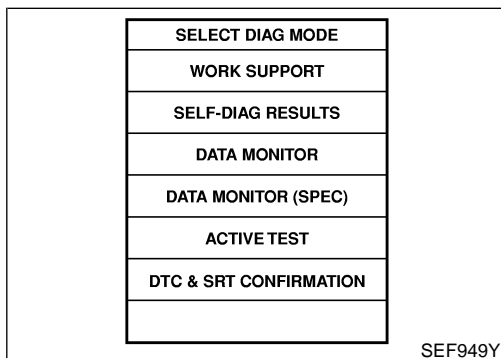 SELECT DIAG MODE
WORK SUPPORT
SELF-DIAG RESULTS
DATA MONITOR
DATA MONITOR (SPEC)
ACTIVE TEST
DTC & SRT CONFIRMATION
SEF949Y